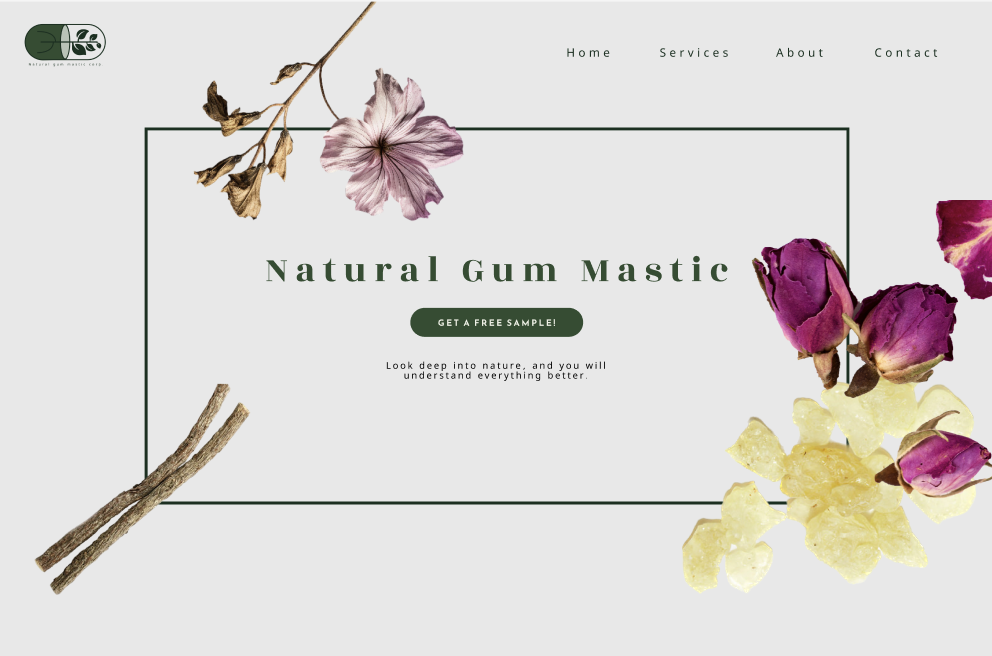 Natural gum mastic corp
Home Services About Contact
Natural Gum Mastic
GET A FREE SAMPLE!
Look deep into nature, and you will
understand everything better.